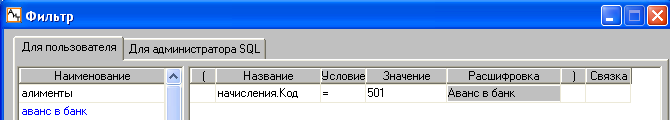 Фильтр
Для пользователя Для администратора SQL
Наименование ( Название Условие Значение Расшифровка ) Связка
алименты начисления.Код = 501 Аванс в банк
аванс в банк